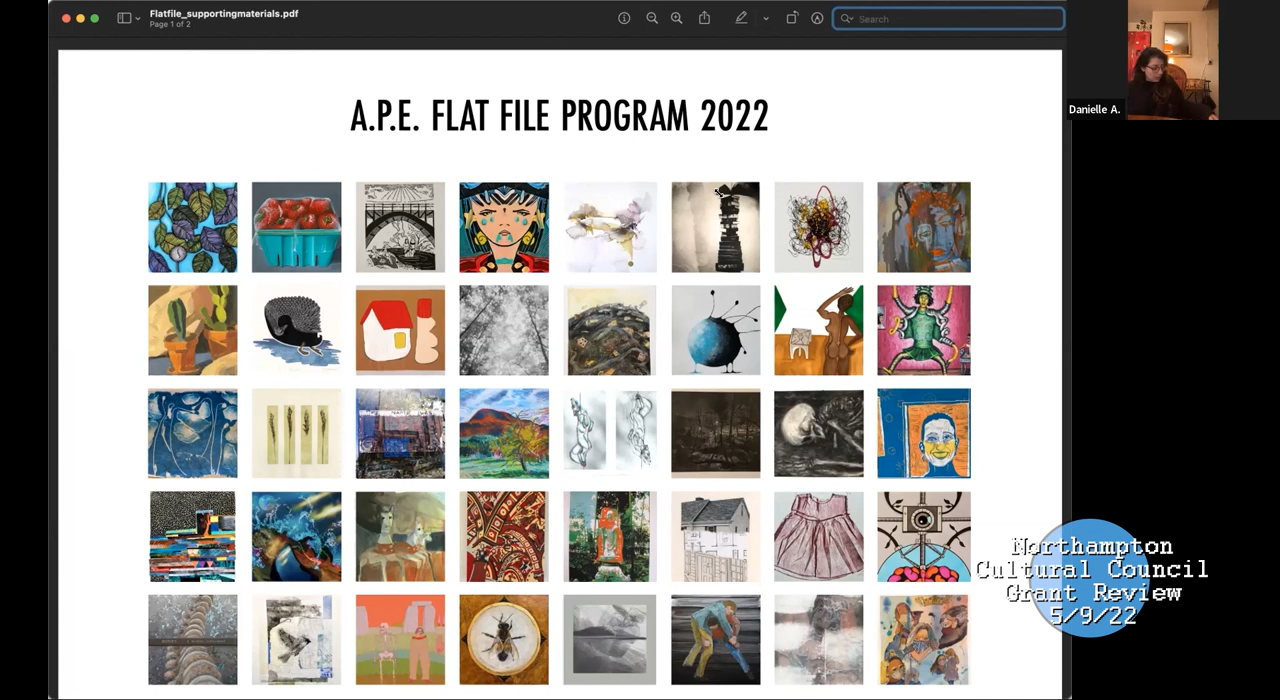 Flatfile_supportingmaterials.pdf
Page 1 of 2
Search
Danielle A.
A.P.E. FLAT FILE PROGRAM 2022
Northampton
Cultural Council
Grant Review
5/9/22